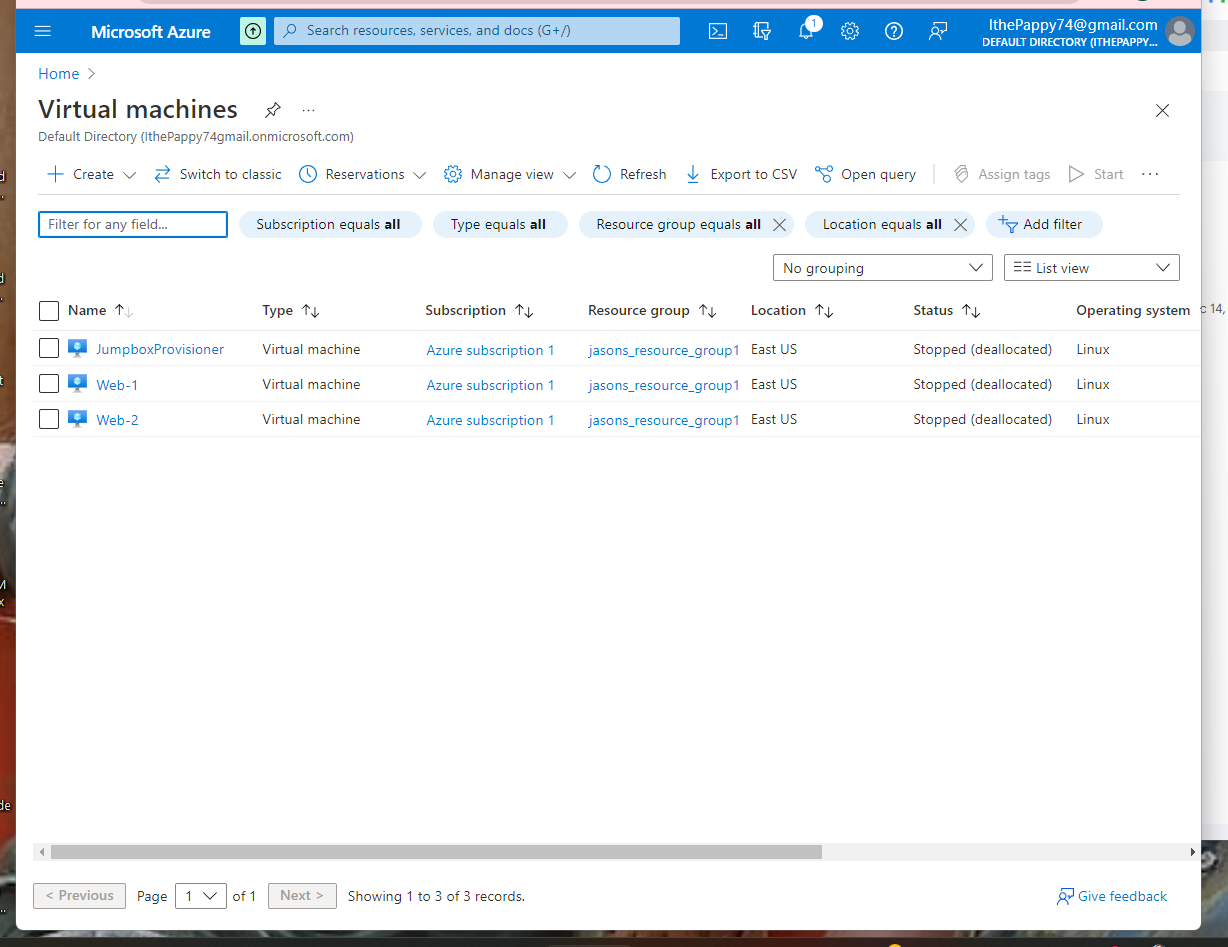 Microsoft Azure
Search resources, services, and docs (G+/)
1
IthePappy74@gmail.com
DEFAULT DIRECTORY (ITHEPAPPY...
Home
Virtual machines
...
Default Directory (IthePappy74gmail.onmicrosoft.com)
Create Switch to classic Reservations Manage view Refresh Export to CSV Open query Assign tags Start ...
Filter for any field... Subscription equals all Type equals all Resource group equals all Location equals all Add filter
No grouping List view
Name Type Subscription Resource group Location Status Operating system
JumpboxProvisioner Virtual machine Azure subscription 1 jasons_resource_group1 East US Stopped (deallocated) Linux
Web-1 Virtual machine Azure subscription 1 jasons_resource_group1 East US Stopped (deallocated) Linux
Web-2 Virtual machine Azure subscription 1 jasons_resource_group1 East US Stopped (deallocated) Linux
< Previous Page 1 of 1 Next > Showing 1 to 3 of 3 records. Give feedback
c 14,